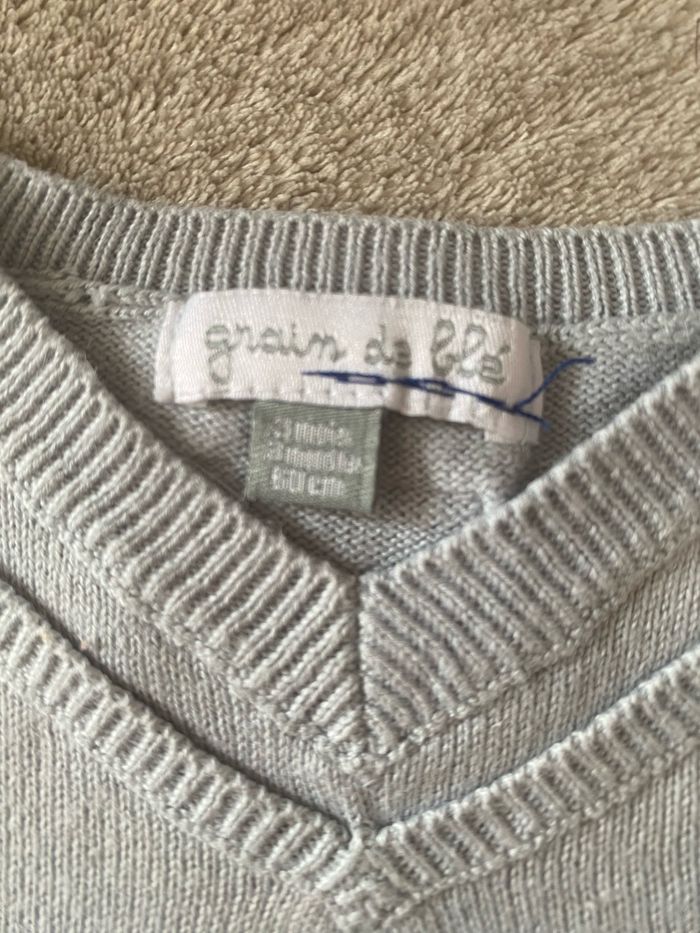 grain de blé
3 mois
3 months
60 cm